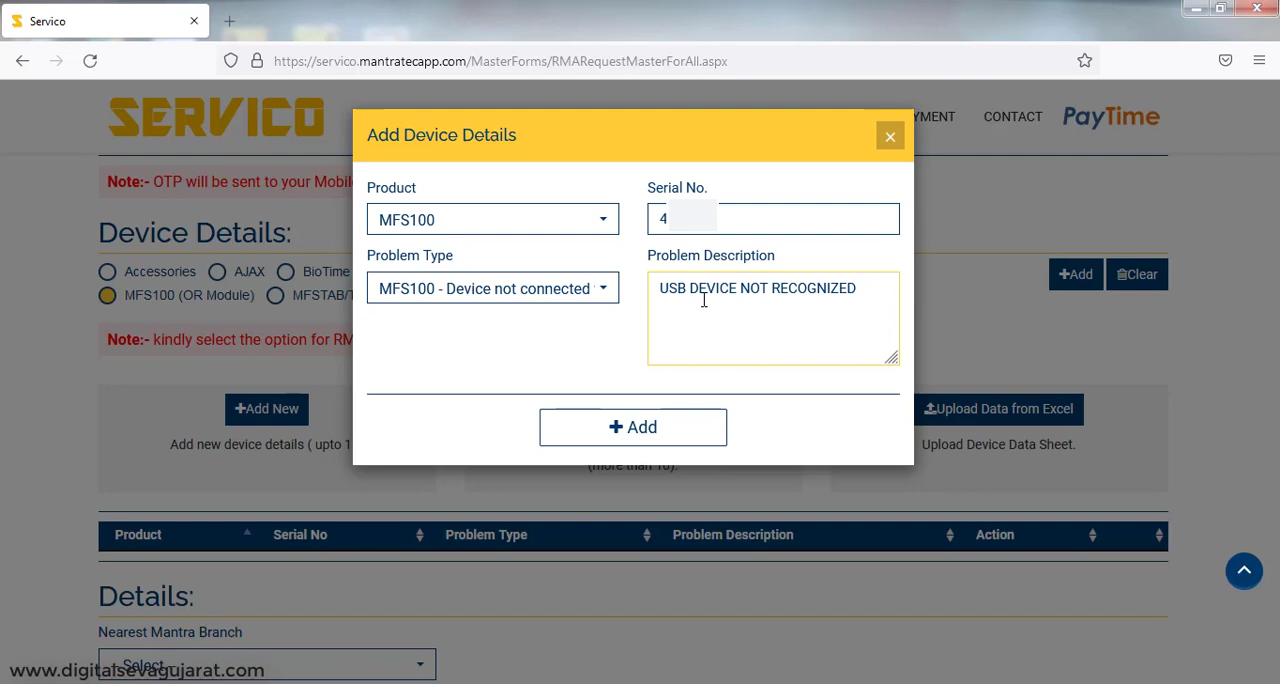 Servico
https://servico.mantratecapp.com/MasterForms/RMARequestMasterForAll.aspx
SERVICO
YMENT
CONTACT
PayTime
Note:- OTP will be sent to your Mobil
Device Details:
Accessories
AJAX
BioTime
MFS100 (OR Module)
MFSTAB/T
+Add
Clear
Note:- kindly select the option for RM
Add Device Details
Product
Serial No.
MFS100
4
Problem Type
Problem Description
MFS100 - Device not connected
USB DEVICE NOT RECOGNIZED
+ Add
+Add New
Add new device details ( upto 1
(more than 10).
Upload Data from Excel
Upload Device Data Sheet.
Product
Serial No
Problem Type
Problem Description
Action
Details:
Nearest Mantra Branch
--Select--
www.digitalsevagujarat.com